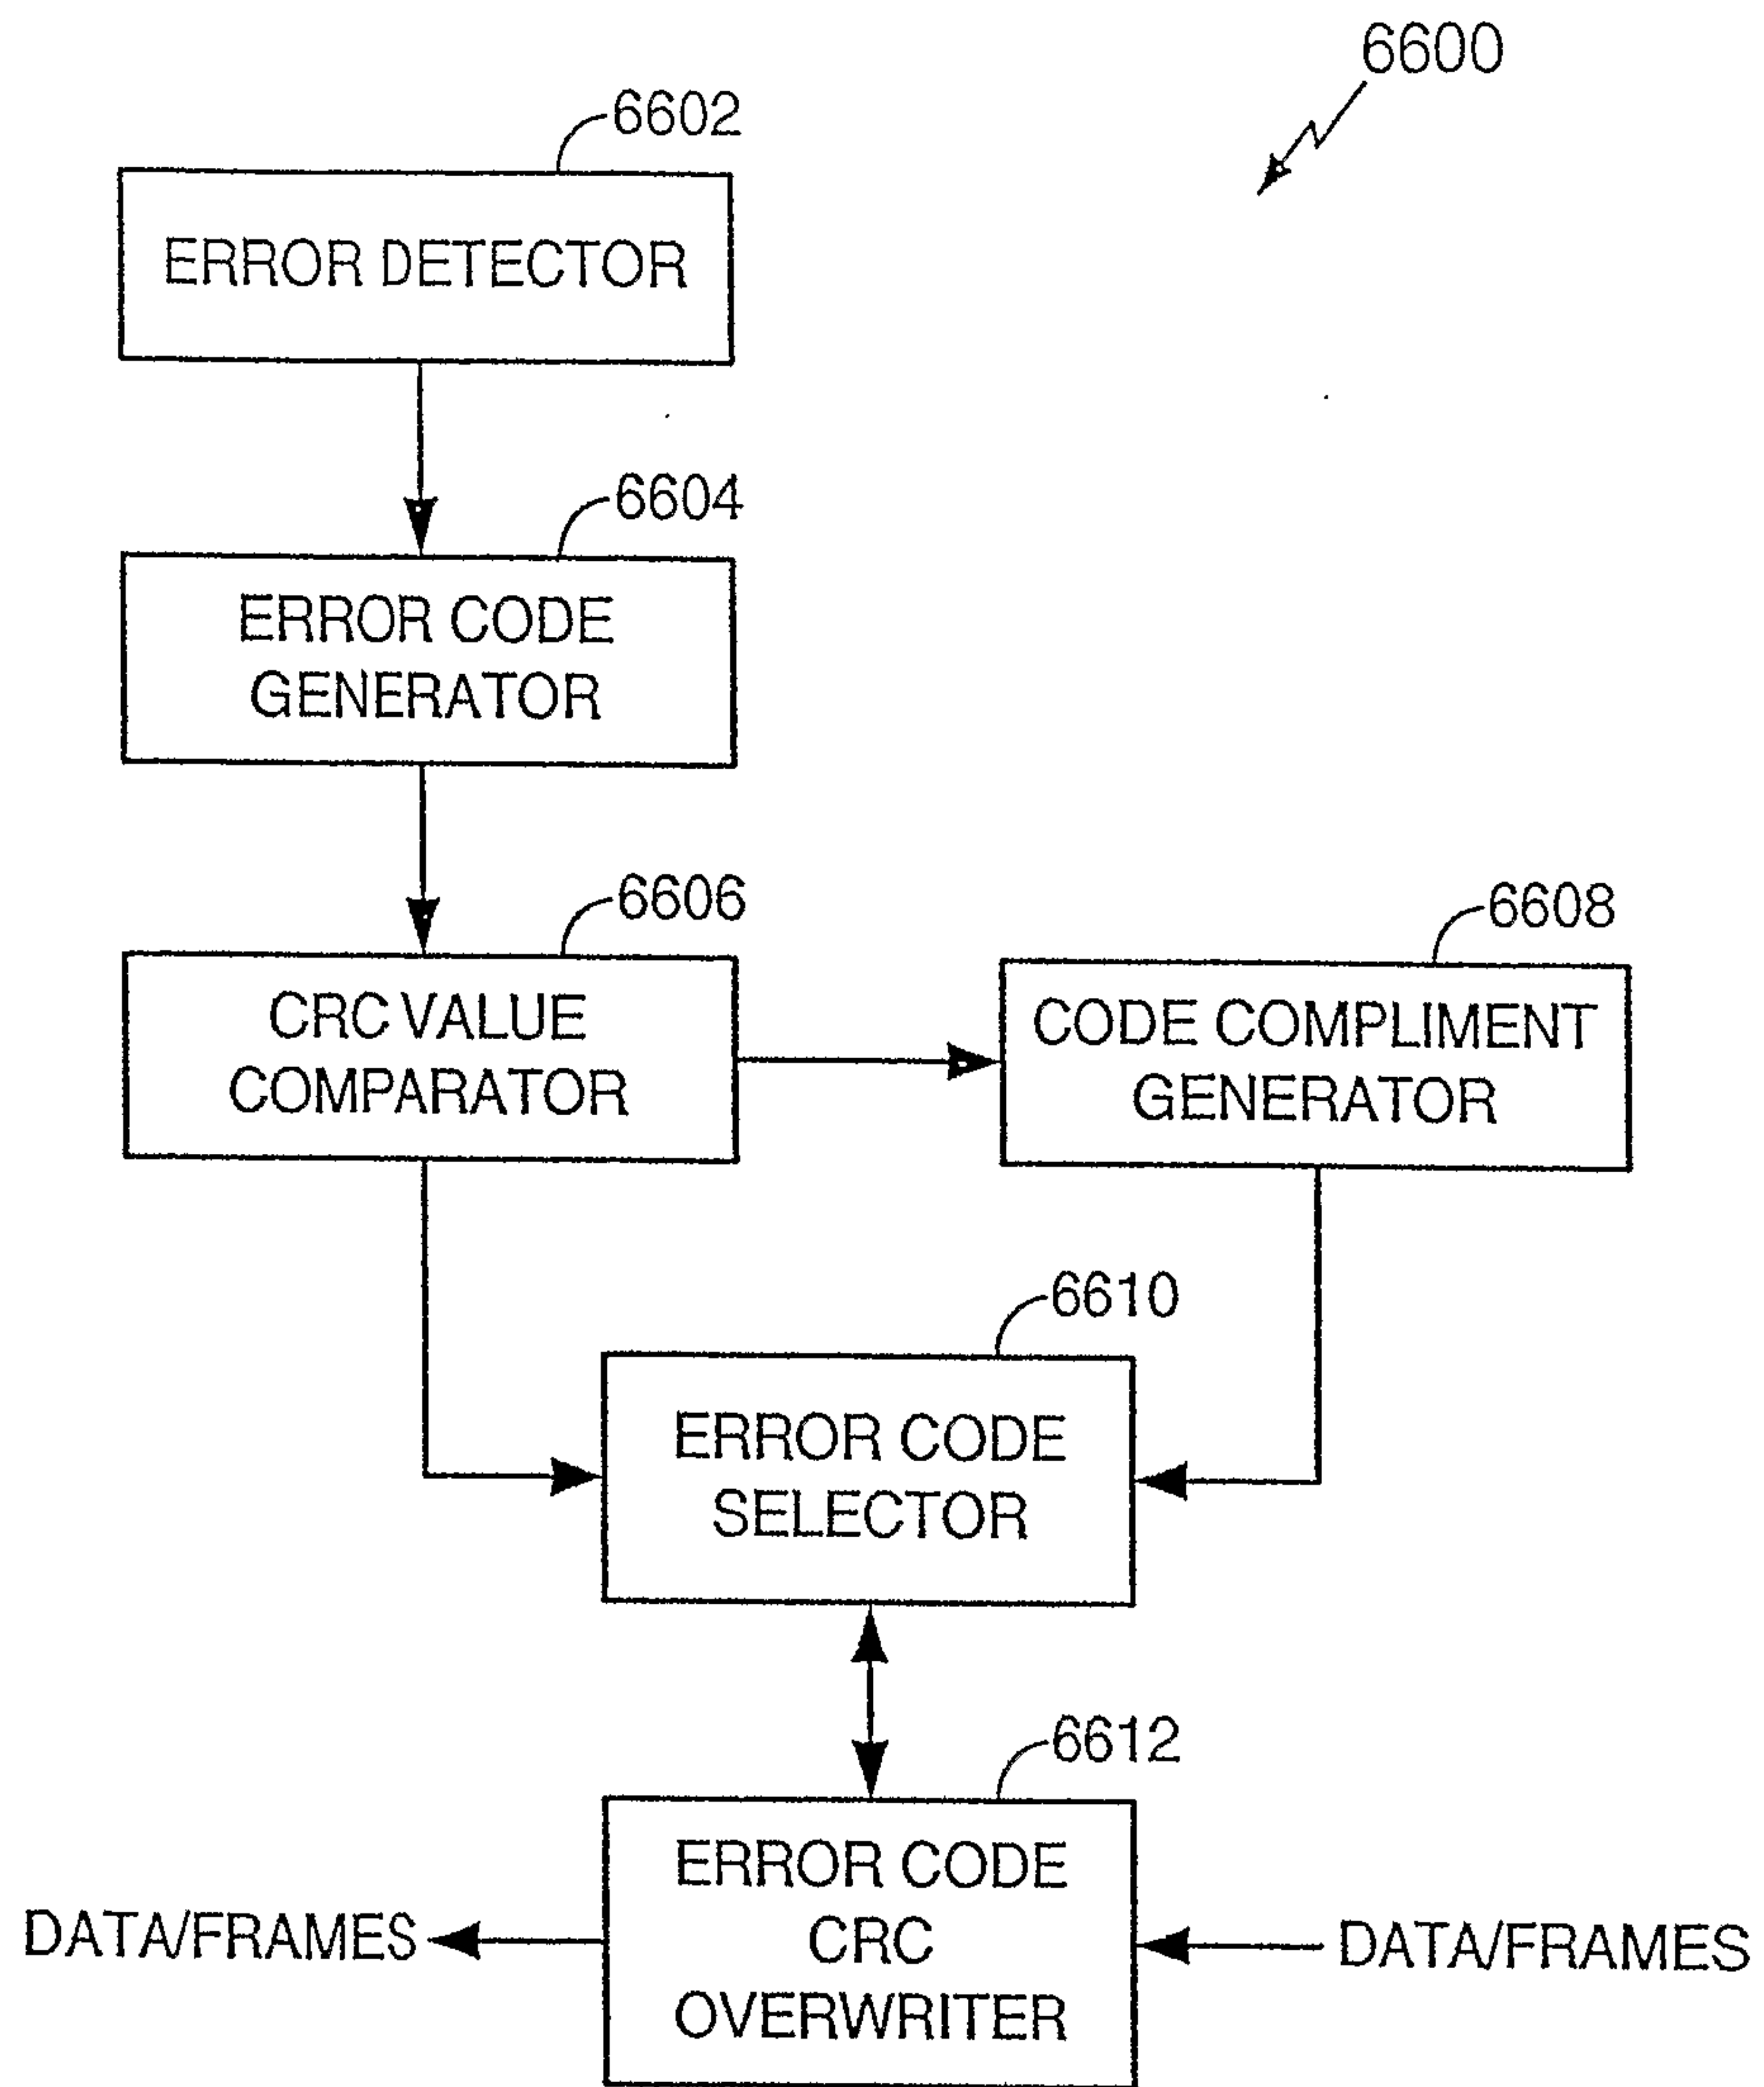 6600
6602
ERROR DETECTOR
6604
ERROR CODE
GENERATOR
6606
CRC VALUE
COMPARATOR
6608
CODE COMPLIMENT
GENERATOR
6610
ERROR CODE
SELECTOR
6612
ERROR CODE
CRC
OVERWRITER
DATA/FRAMES
DATA/FRAMES